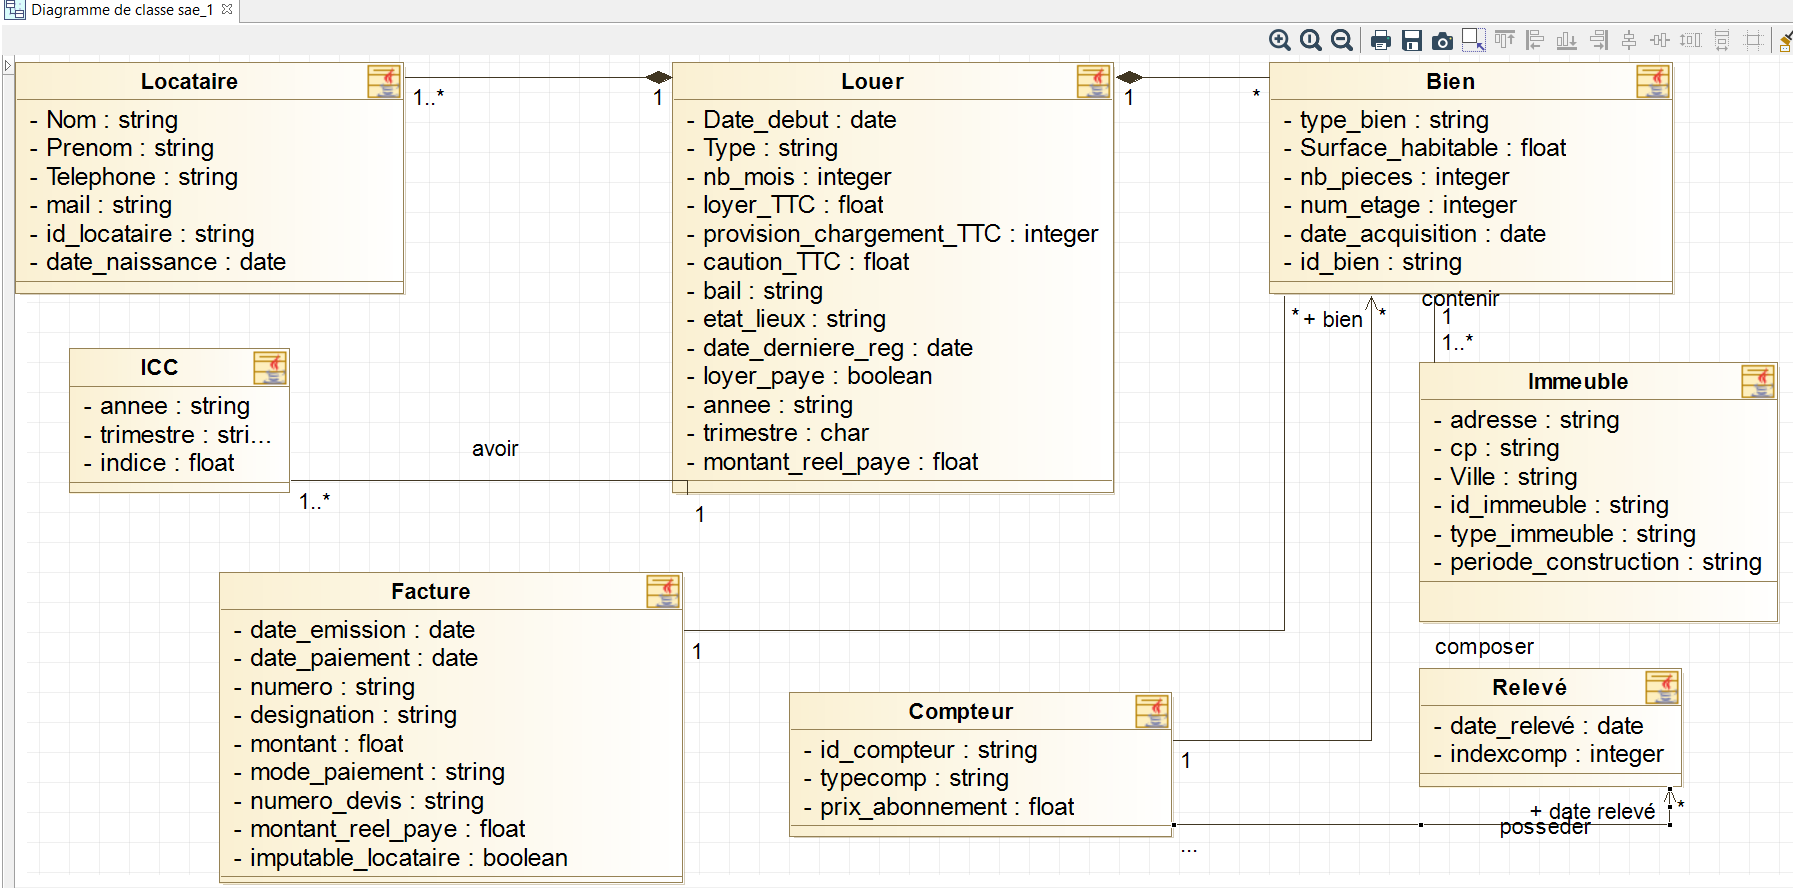 Diagramme de classe sae_1
Locataire
- Nom : string
- Prenom : string
- Telephone : string
- mail : string
- id_locataire : string
- date_naissance : date
1..*
1
Louer
- Date_debut : date
- Type : string
- nb_mois : integer
- loyer_TTC : float
- provision_chargement_TTC : integer
- caution_TTC : float
- bail : string
- etat_lieux : string
- date_derniere_reg : date
- loyer_paye : boolean
- annee : string
- trimestre : char
- montant_reel_paye : float
1
*
Bien
- type_bien : string
- Surface_habitable : float
- nb_pieces : integer
- num_etage : integer
- date_acquisition : date
- id_bien : string
* + bien
*
contenir
1
1..*
ICC
- annee : string
- trimestre : stri...
- indice : float
avoir
1..*
1
Immeuble
- adresse : string
- cp : string
- Ville : string
- id_immeuble : string
- type_immeuble : string
- periode_construction : string
Facture
- date_emission : date
- date_paiement : date
- numero : string
- designation : string
- montant : float
- mode_paiement : string
- numero_devis : string
- montant_reel_paye : float
- imputable_locataire : boolean
1
composer
Compteur
- id_compteur : string
- typecomp : string
- prix_abonnement : float
1
...
Relevé
- date_relevé : date
- indexcomp : integer
+ date relevé
*
posséder